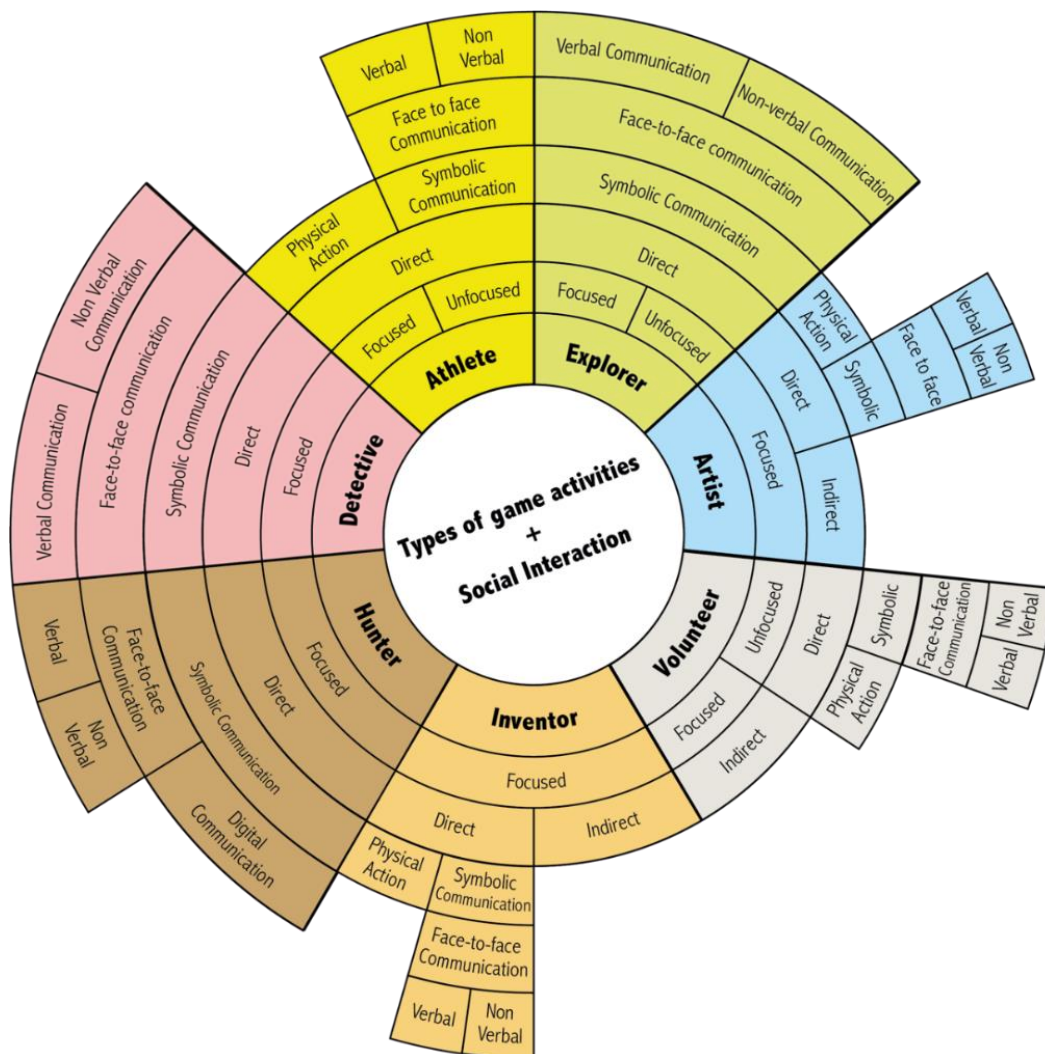 Types of game activities
+
Social Interaction
Athlete
Focused
Unfocused
Direct
Physical
Action
Symbolic
Communication
Face to face
Communication
Verbal
Non
Verbal
Explorer
Focused
Unfocused
Direct
Symbolic Communication
Face-to-face communication
Verbal Communication
Non-verbal Communication
Artist
Focused
Direct
Indirect
Physical
Action
Symbolic
Face to face
Verbal
Non
Verbal
Volunteer
Unfocused
Focused
Direct
Indirect
Symbolic
Physical
Action
Face-to-face
Communication
Non
Verbal
Verbal
Inventor
Focused
Direct
Indirect
Physical
Action
Symbolic
Communication
Face-to-face
Communication
Verbal
Non
Verbal
Hunter
Focused
Direct
Symbolic Communication
Face-to-face
Communication
Digital
Communication
Verbal
Non
Verbal
Detective
Focused
Direct
Symbolic Communication
Face-to-face communication
Verbal Communication
Non Verbal
Communication